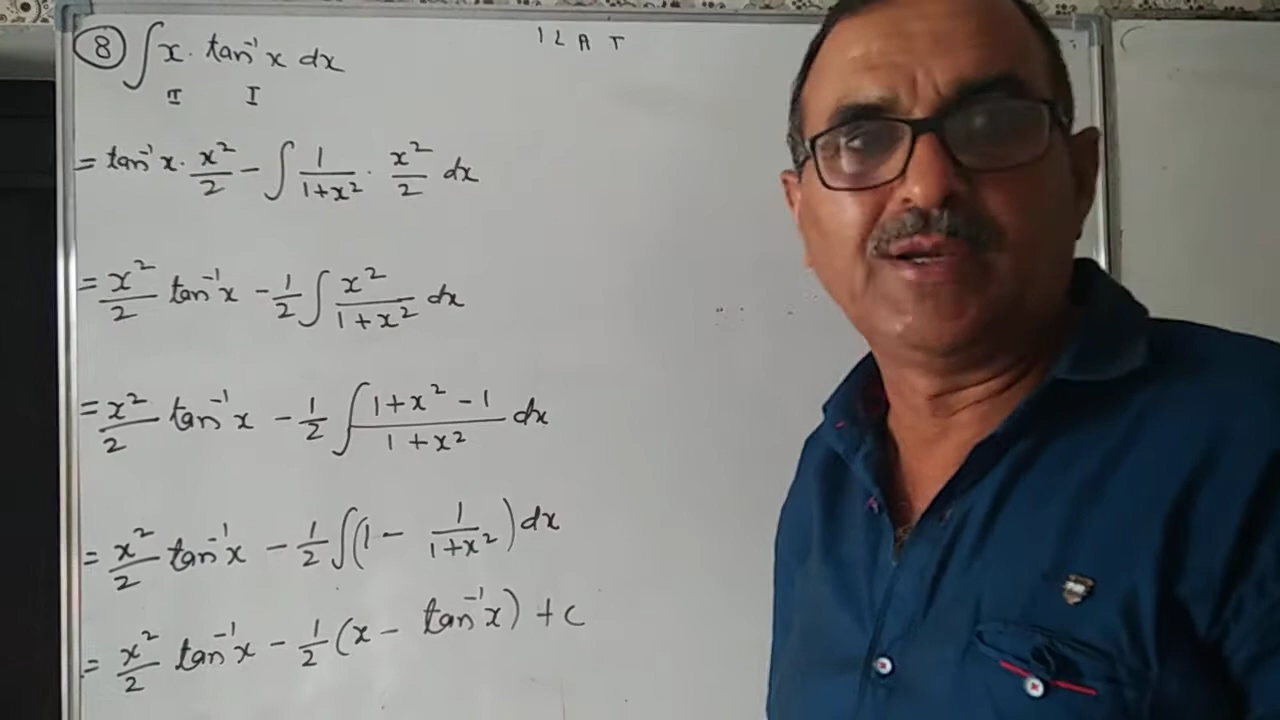 ⑧ ∫ x · tan⁻¹x dx
I L A T
II I
= tan⁻¹x · x²/2 - ∫ 1/(1+x²) · x²/2 dx
= x²/2 tan⁻¹x - 1/2 ∫ x²/(1+x²) dx
= x²/2 tan⁻¹x - 1/2 ∫ (1+x²-1)/(1+x²) dx
= x²/2 tan⁻¹x - 1/2 ∫ (1 - 1/(1+x²)) dx
= x²/2 tan⁻¹x - 1/2 (x - tan⁻¹x) + c